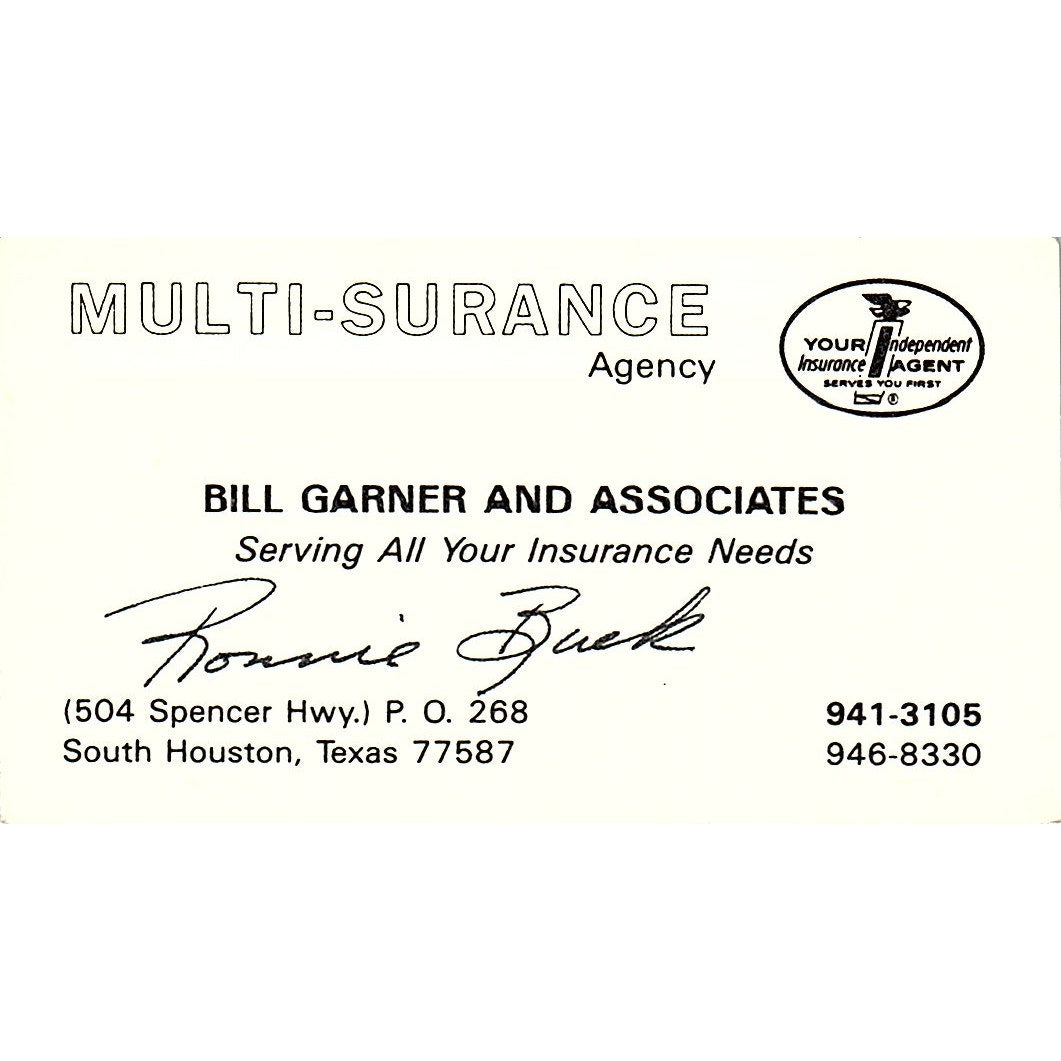 MULTI-SURANCE
Agency
YOUR Independent
Insurance AGENT
SERVES YOU FIRST
®
BILL GARNER AND ASSOCIATES
Serving All Your Insurance Needs
Ronnie Buck
(504 Spencer Hwy.) P. O. 268
941-3105
South Houston, Texas 77587
946-8330